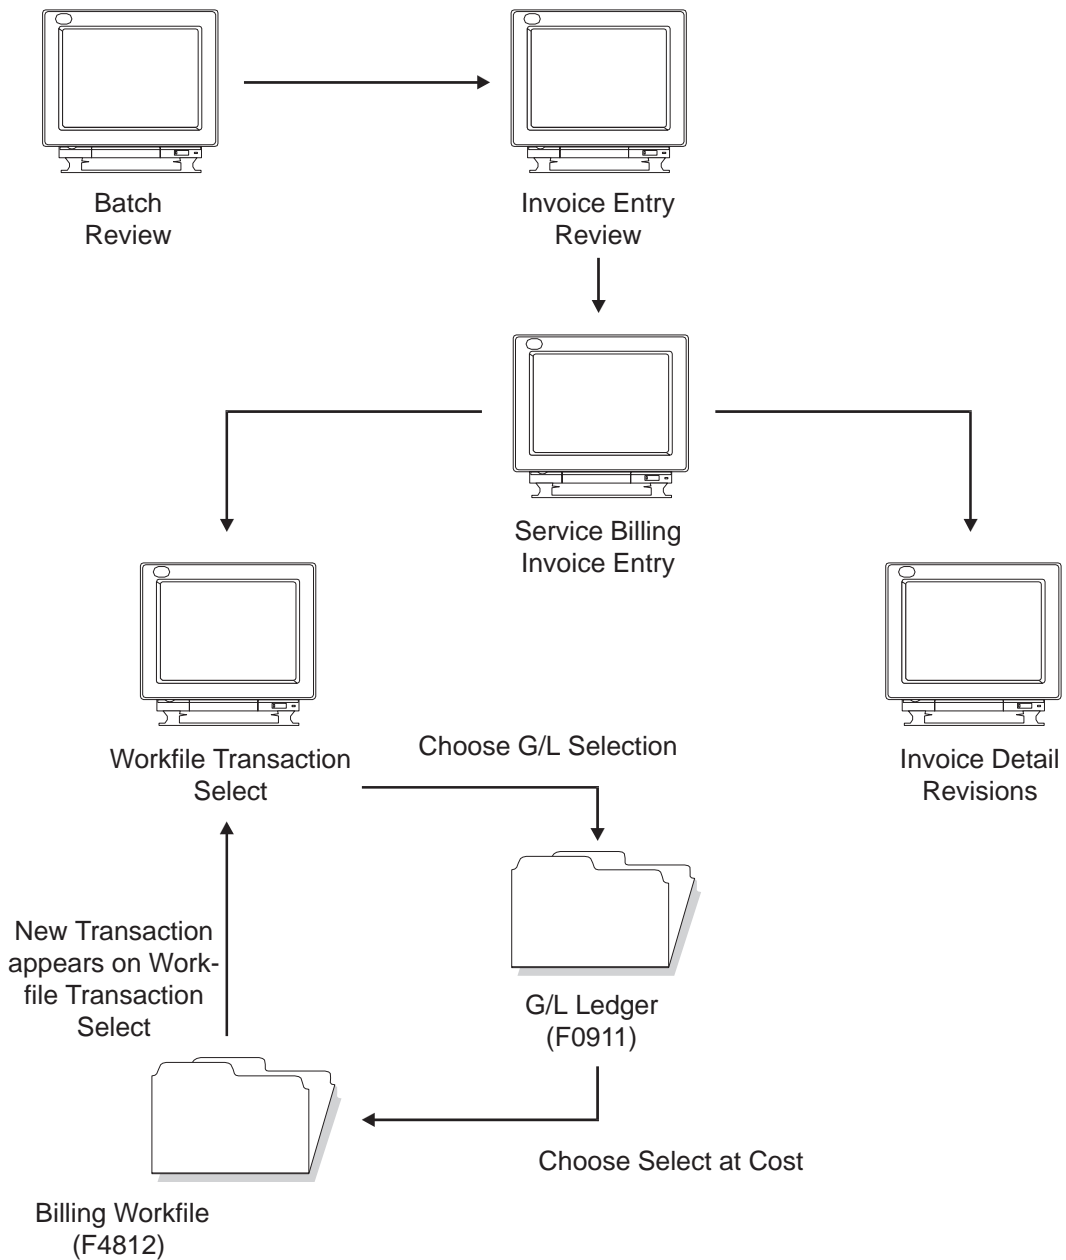 Batch
Review
Invoice Entry
Review
Service Billing
Invoice Entry
Workfile Transaction
Select
Choose G/L Selection
Invoice Detail
Revisions
New Transaction
appears on Work-
file Transaction
Select
G/L Ledger
(F0911)
Choose Select at Cost
Billing Workfile
(F4812)